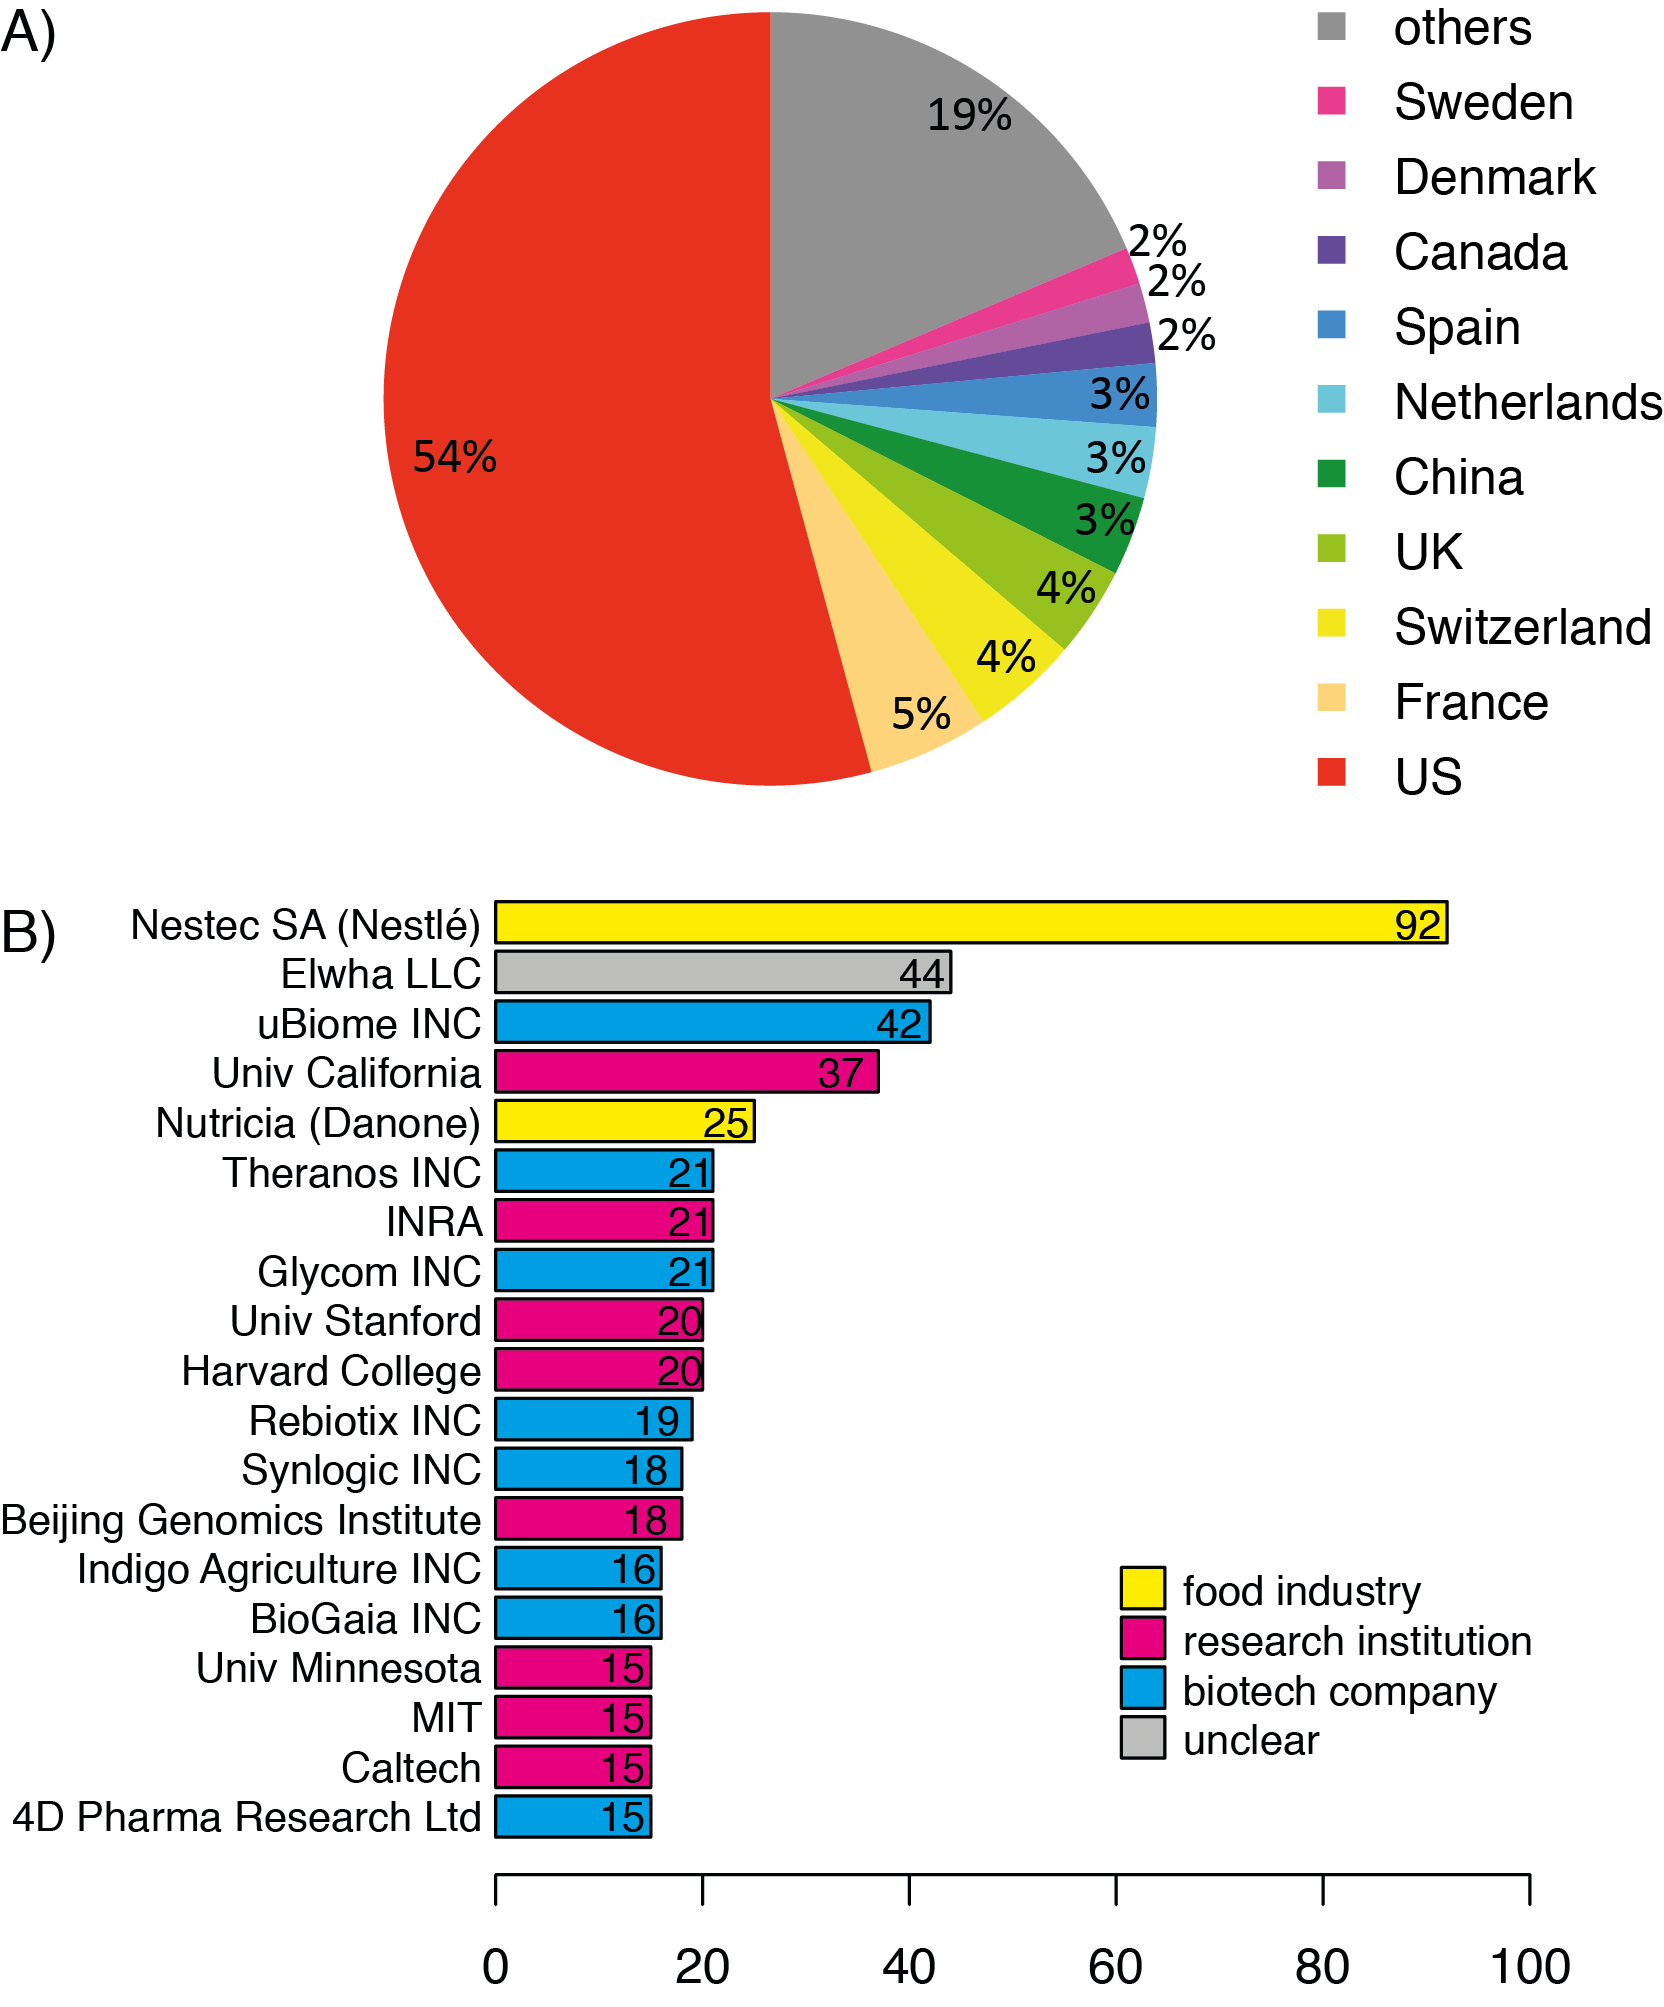 A)
others
Sweden
Denmark
Canada
Spain
Netherlands
China
UK
Switzerland
France
US
19%
2%
2%
2%
3%
3%
3%
4%
4%
5%
54%
B)
Nestec SA (Nestlé) 92
Elwha LLC 44
uBiome INC 42
Univ California 37
Nutricia (Danone) 25
Theranos INC 21
INRA 21
Glycom INC 21
Univ Stanford 20
Harvard College 20
Rebiotix INC 19
Synlogic INC 18
Beijing Genomics Institute 18
Indigo Agriculture INC 16
BioGaia INC 16
Univ Minnesota 15
MIT 15
Caltech 15
4D Pharma Research Ltd 15
food industry
research institution
biotech company
unclear
0 20 40 60 80 100